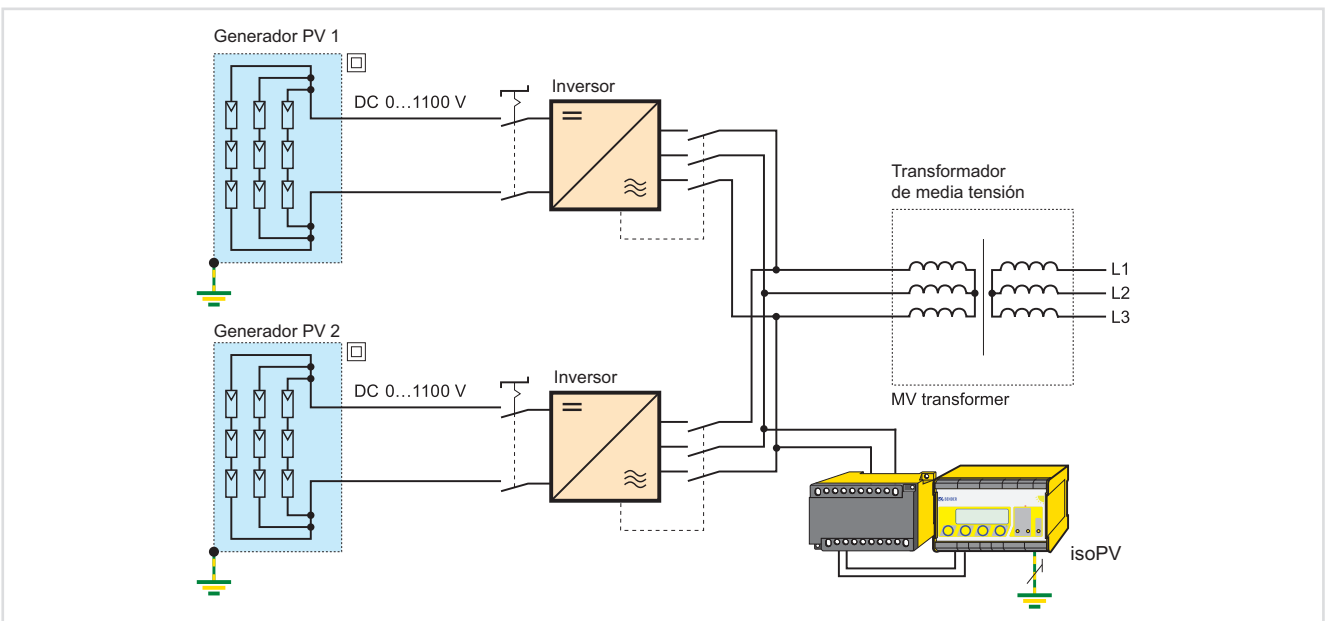 Generador PV 1
DC 0...1100 V
Inversor
Transformador
de media tensión
L1
L2
L3
MV transformer
Generador PV 2
DC 0...1100 V
Inversor
BENDER
isoPV